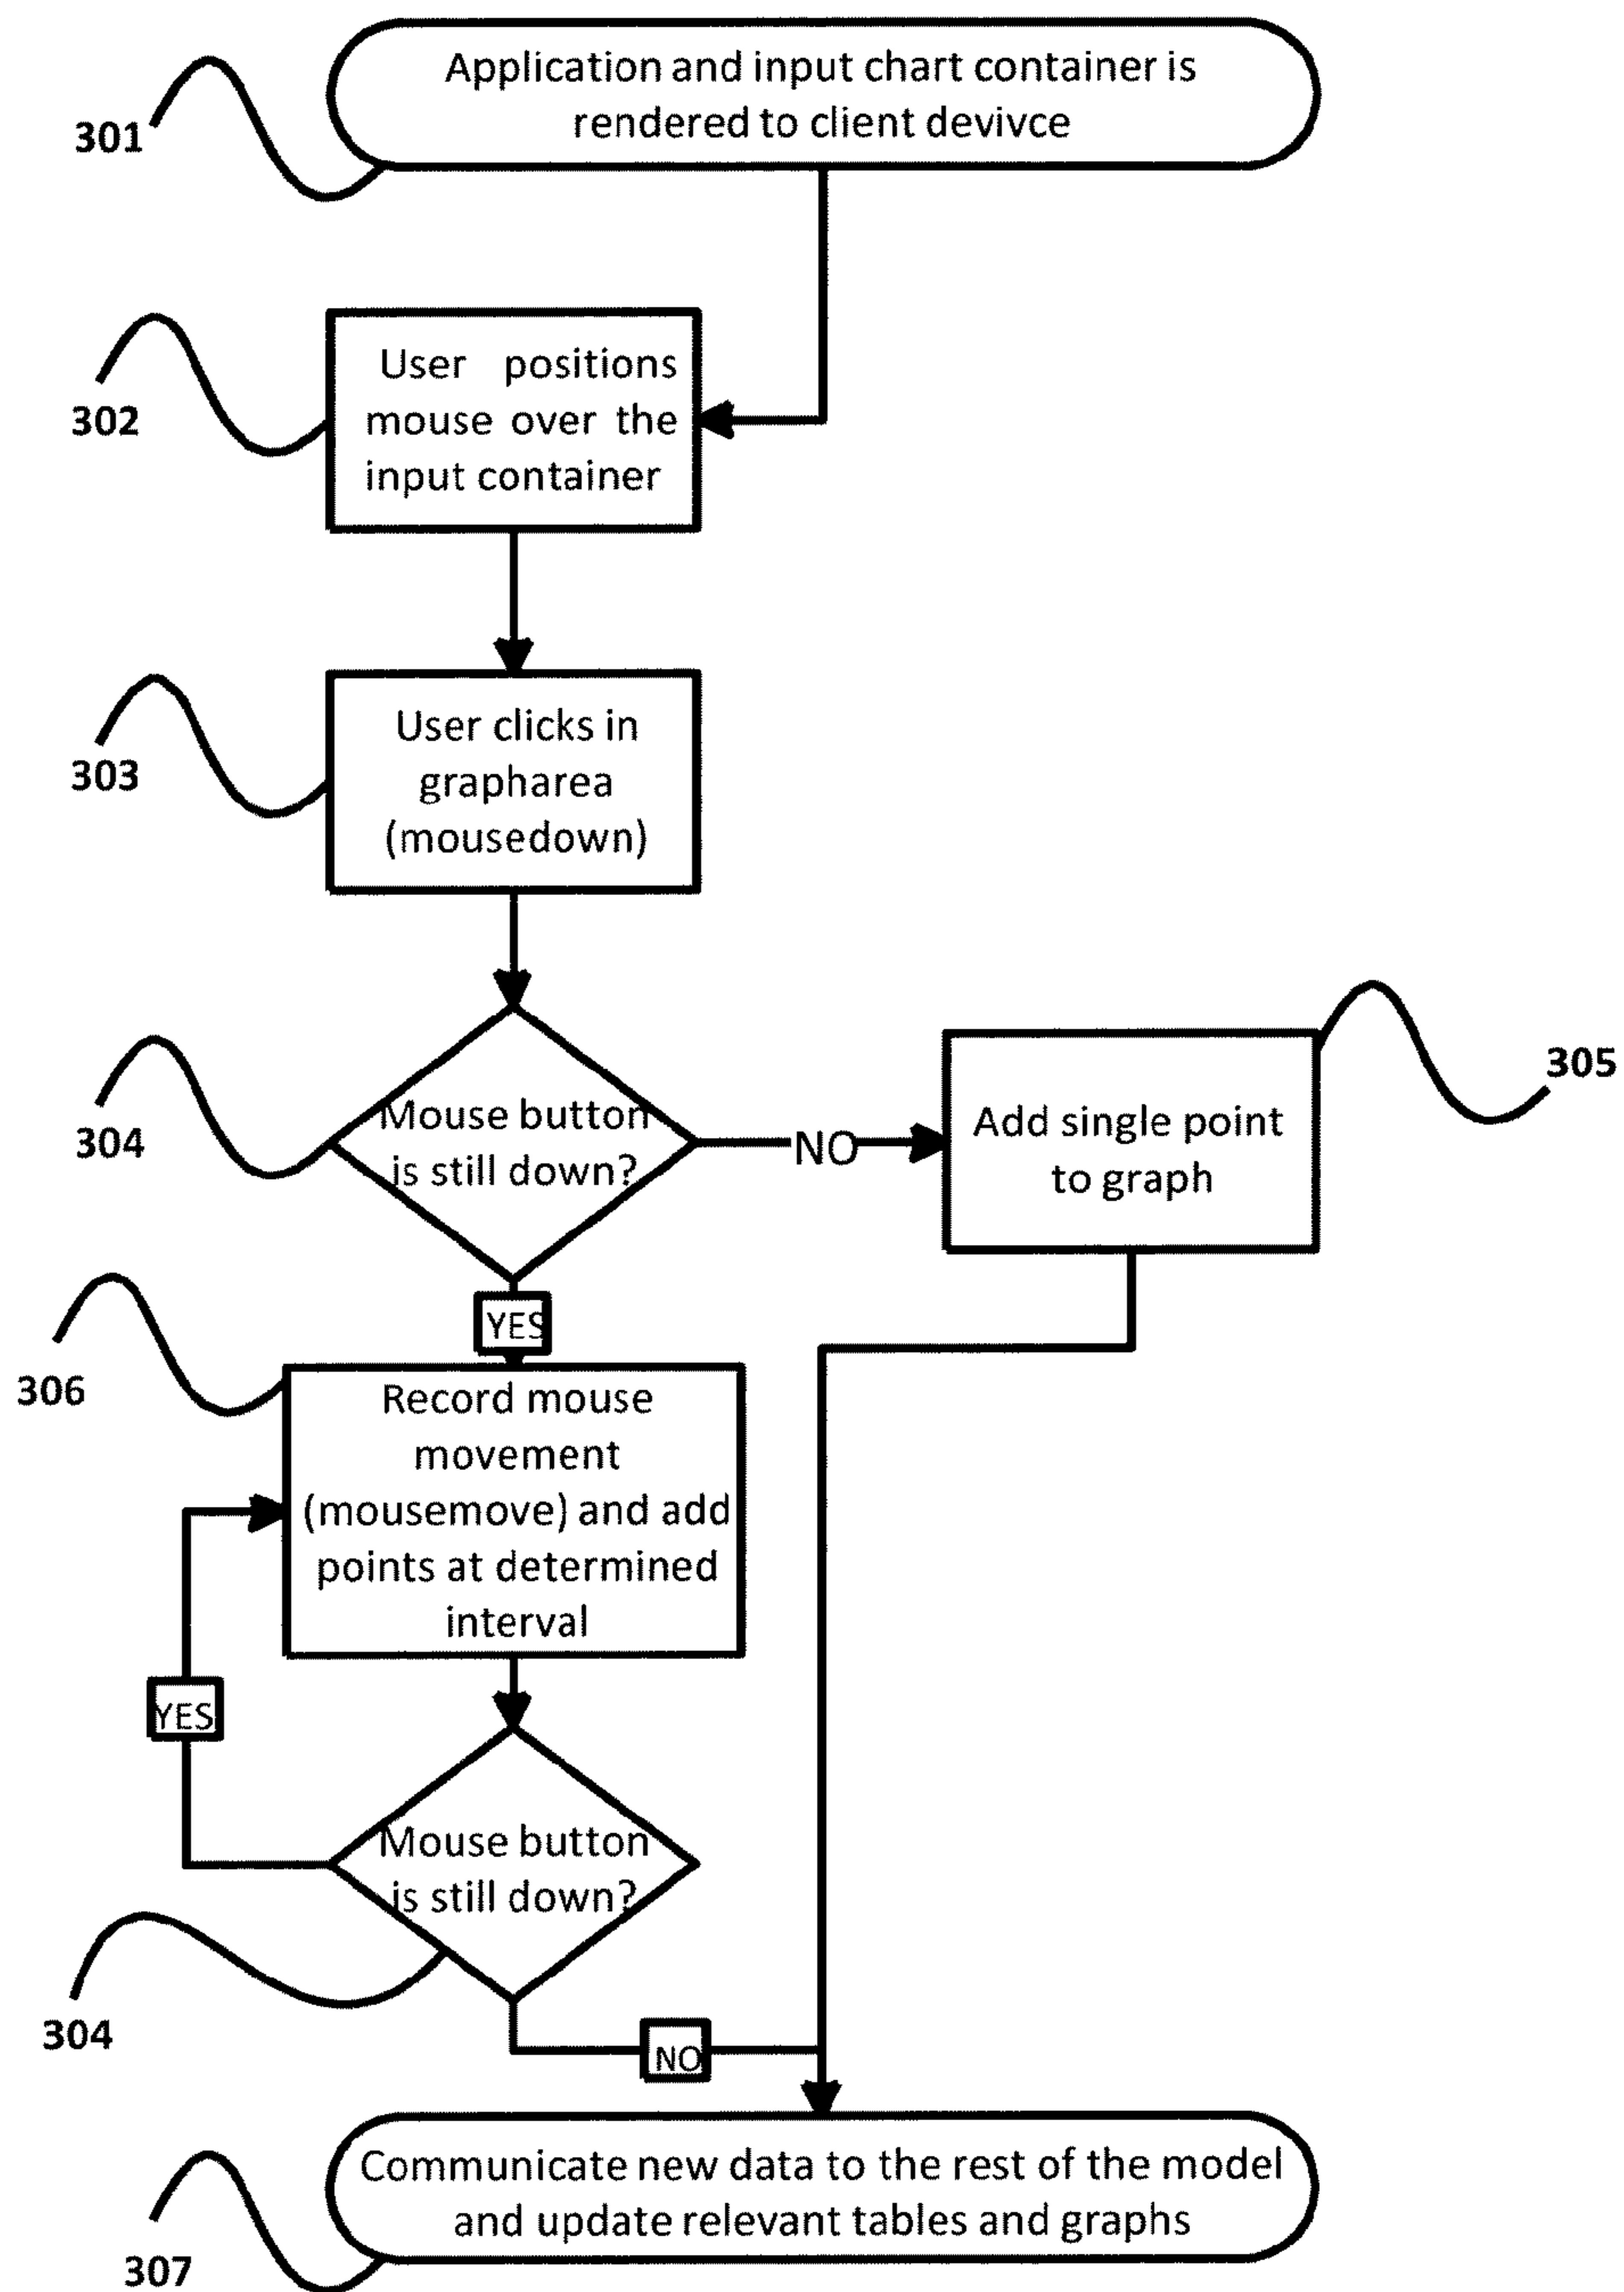 Application and input chart container is
rendered to client devivce
301
User positions
mouse over the
input container
302
User clicks in
grapharea
(mousedown)
303
Mouse button
is still down?
304
NO
Add single point
to graph
305
YES
306
Record mouse
movement
(mousemove) and add
points at determined
interval
YES
Mouse button
is still down?
304
NO
Communicate new data to the rest of the model
and update relevant tables and graphs
307